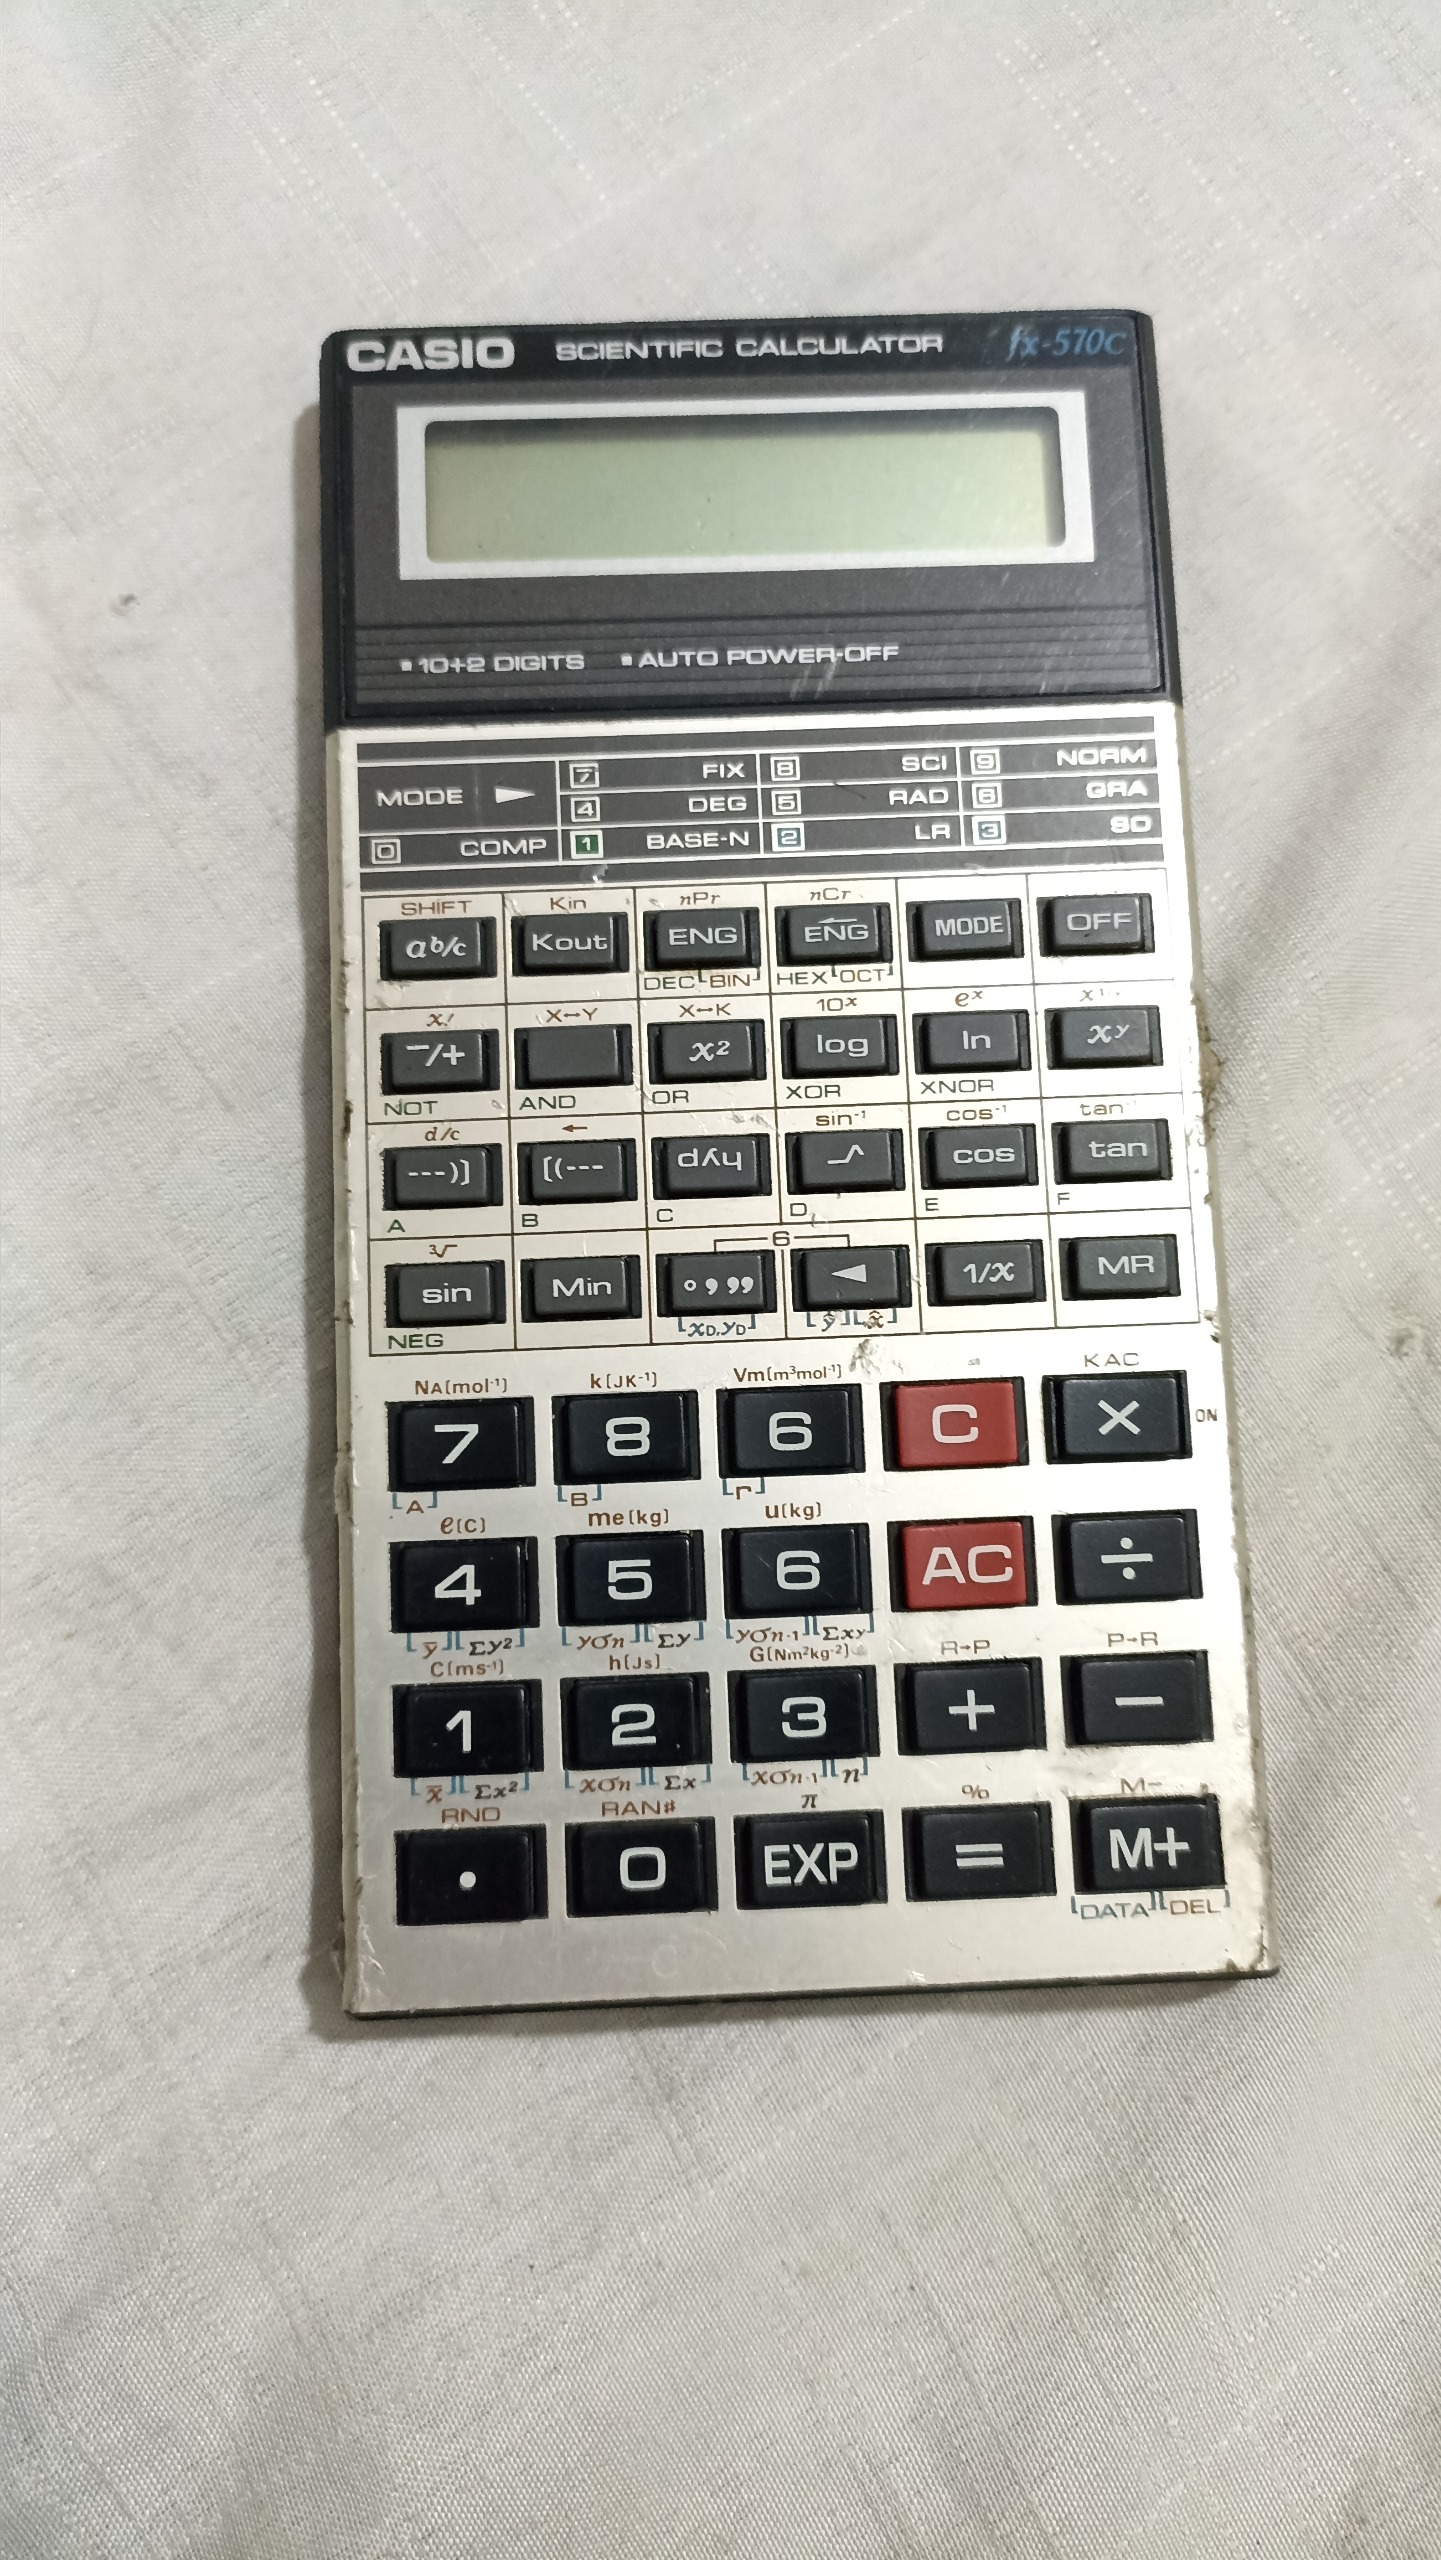 CASIO SCIENTIFIC CALCULATOR fx-570c
▪10+2 DIGITS ▪AUTO POWER-OFF
7 FIX 8 SCI 9 NORM
MODE ► 4 DEG 5 RAD 6 GRA
0 COMP 1 BASE-N 2 LR 3 SD
SHIFT Kin nPr nCr
ab/c Kout ENG ENG MODE OFF
DEC BIN HEX OCT
x! X↔Y X↔K 10ˣ eˣ
−/+ x² log ln xʸ
NOT AND OR XOR XNOR
d/c ← sin⁻¹ cos⁻¹ tan⁻¹
---)] [(--- hyp cos tan
A B C D E F
³√ 6
sin Min ° ’ ’’ ◄ 1/x MR
NEG [xD,yD] [ŷ][x̂]
NA[mol⁻¹] k[JK⁻¹] Vm[m³mol⁻¹] KAC
7 8 6 C × ON
[A] [B] [r]
e[C] me[kg] u[kg]
4 5 6 AC ÷
[ȳ][Σy²] [yσn][Σy] [yσn-1][Σxy]
C[ms⁻¹] h[Js] G[Nm²kg⁻²] R→P P→R
1 2 3 + −
[x̄][Σx²] [xσn][Σx] [xσn-1][n]
RND RAN# π % M−
. 0 EXP = M+
[DATA][DEL]